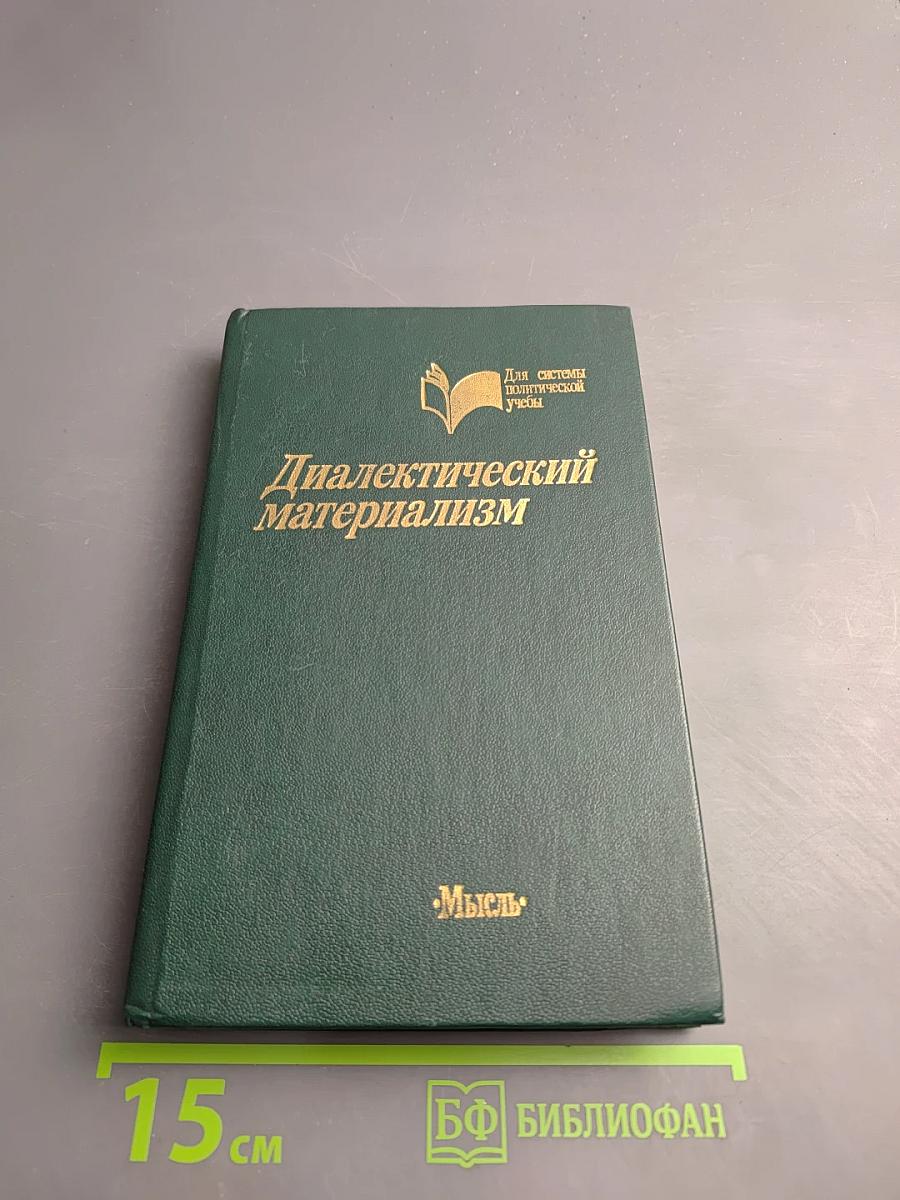 Для системы
политической
учебы
Диалектический
материализм
·Мысль·
15 см
БФ БИБЛИОФАН